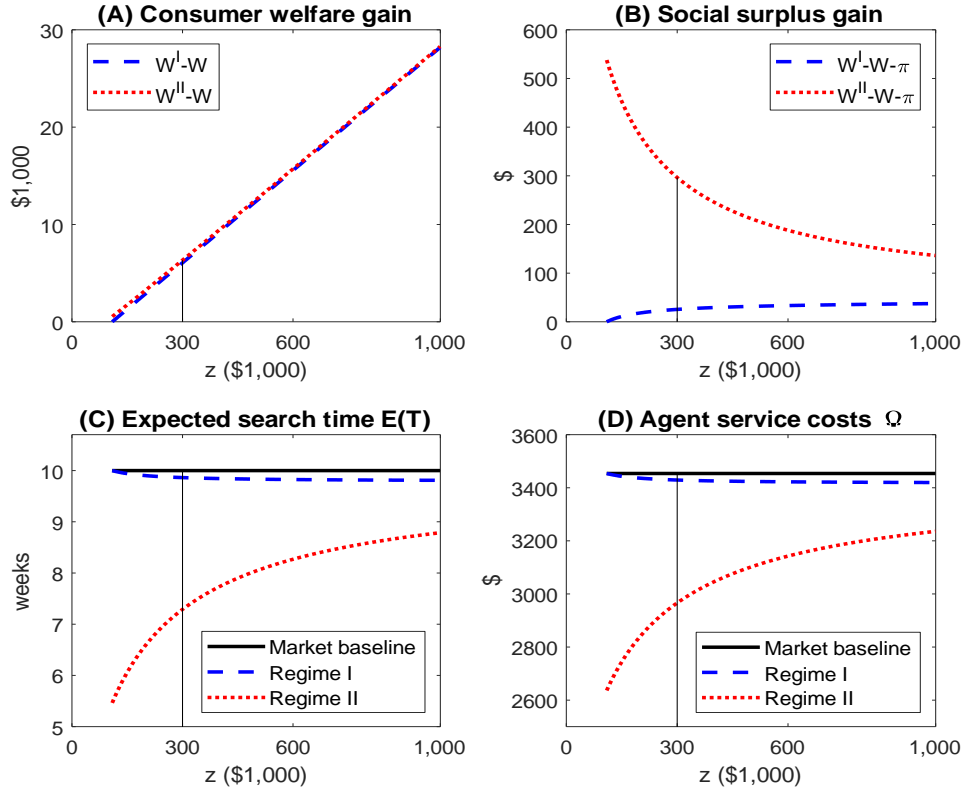 (A) Consumer welfare gain
$1,000
30
20
10
0
0
300
600
1,000
z ($1,000)
W^I-W
W^II-W
(B) Social surplus gain
$
600
500
400
300
200
100
0
0
300
600
1,000
z ($1,000)
W^I-W-π
W^II-W-π
(C) Expected search time E(T)
weeks
10
9
8
7
6
5
0
300
600
1,000
z ($1,000)
Market baseline
Regime I
Regime II
(D) Agent service costs Ω
$
3600
3400
3200
3000
2800
2600
0
300
600
1,000
z ($1,000)
Market baseline
Regime I
Regime II